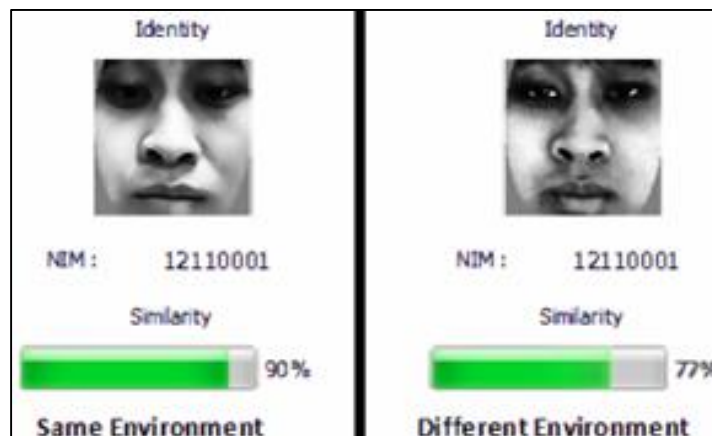 Identity
NIM : 12110001
Similarity
90%
Same Environment
Identity
NIM : 12110001
Similarity
77%
Different Environment